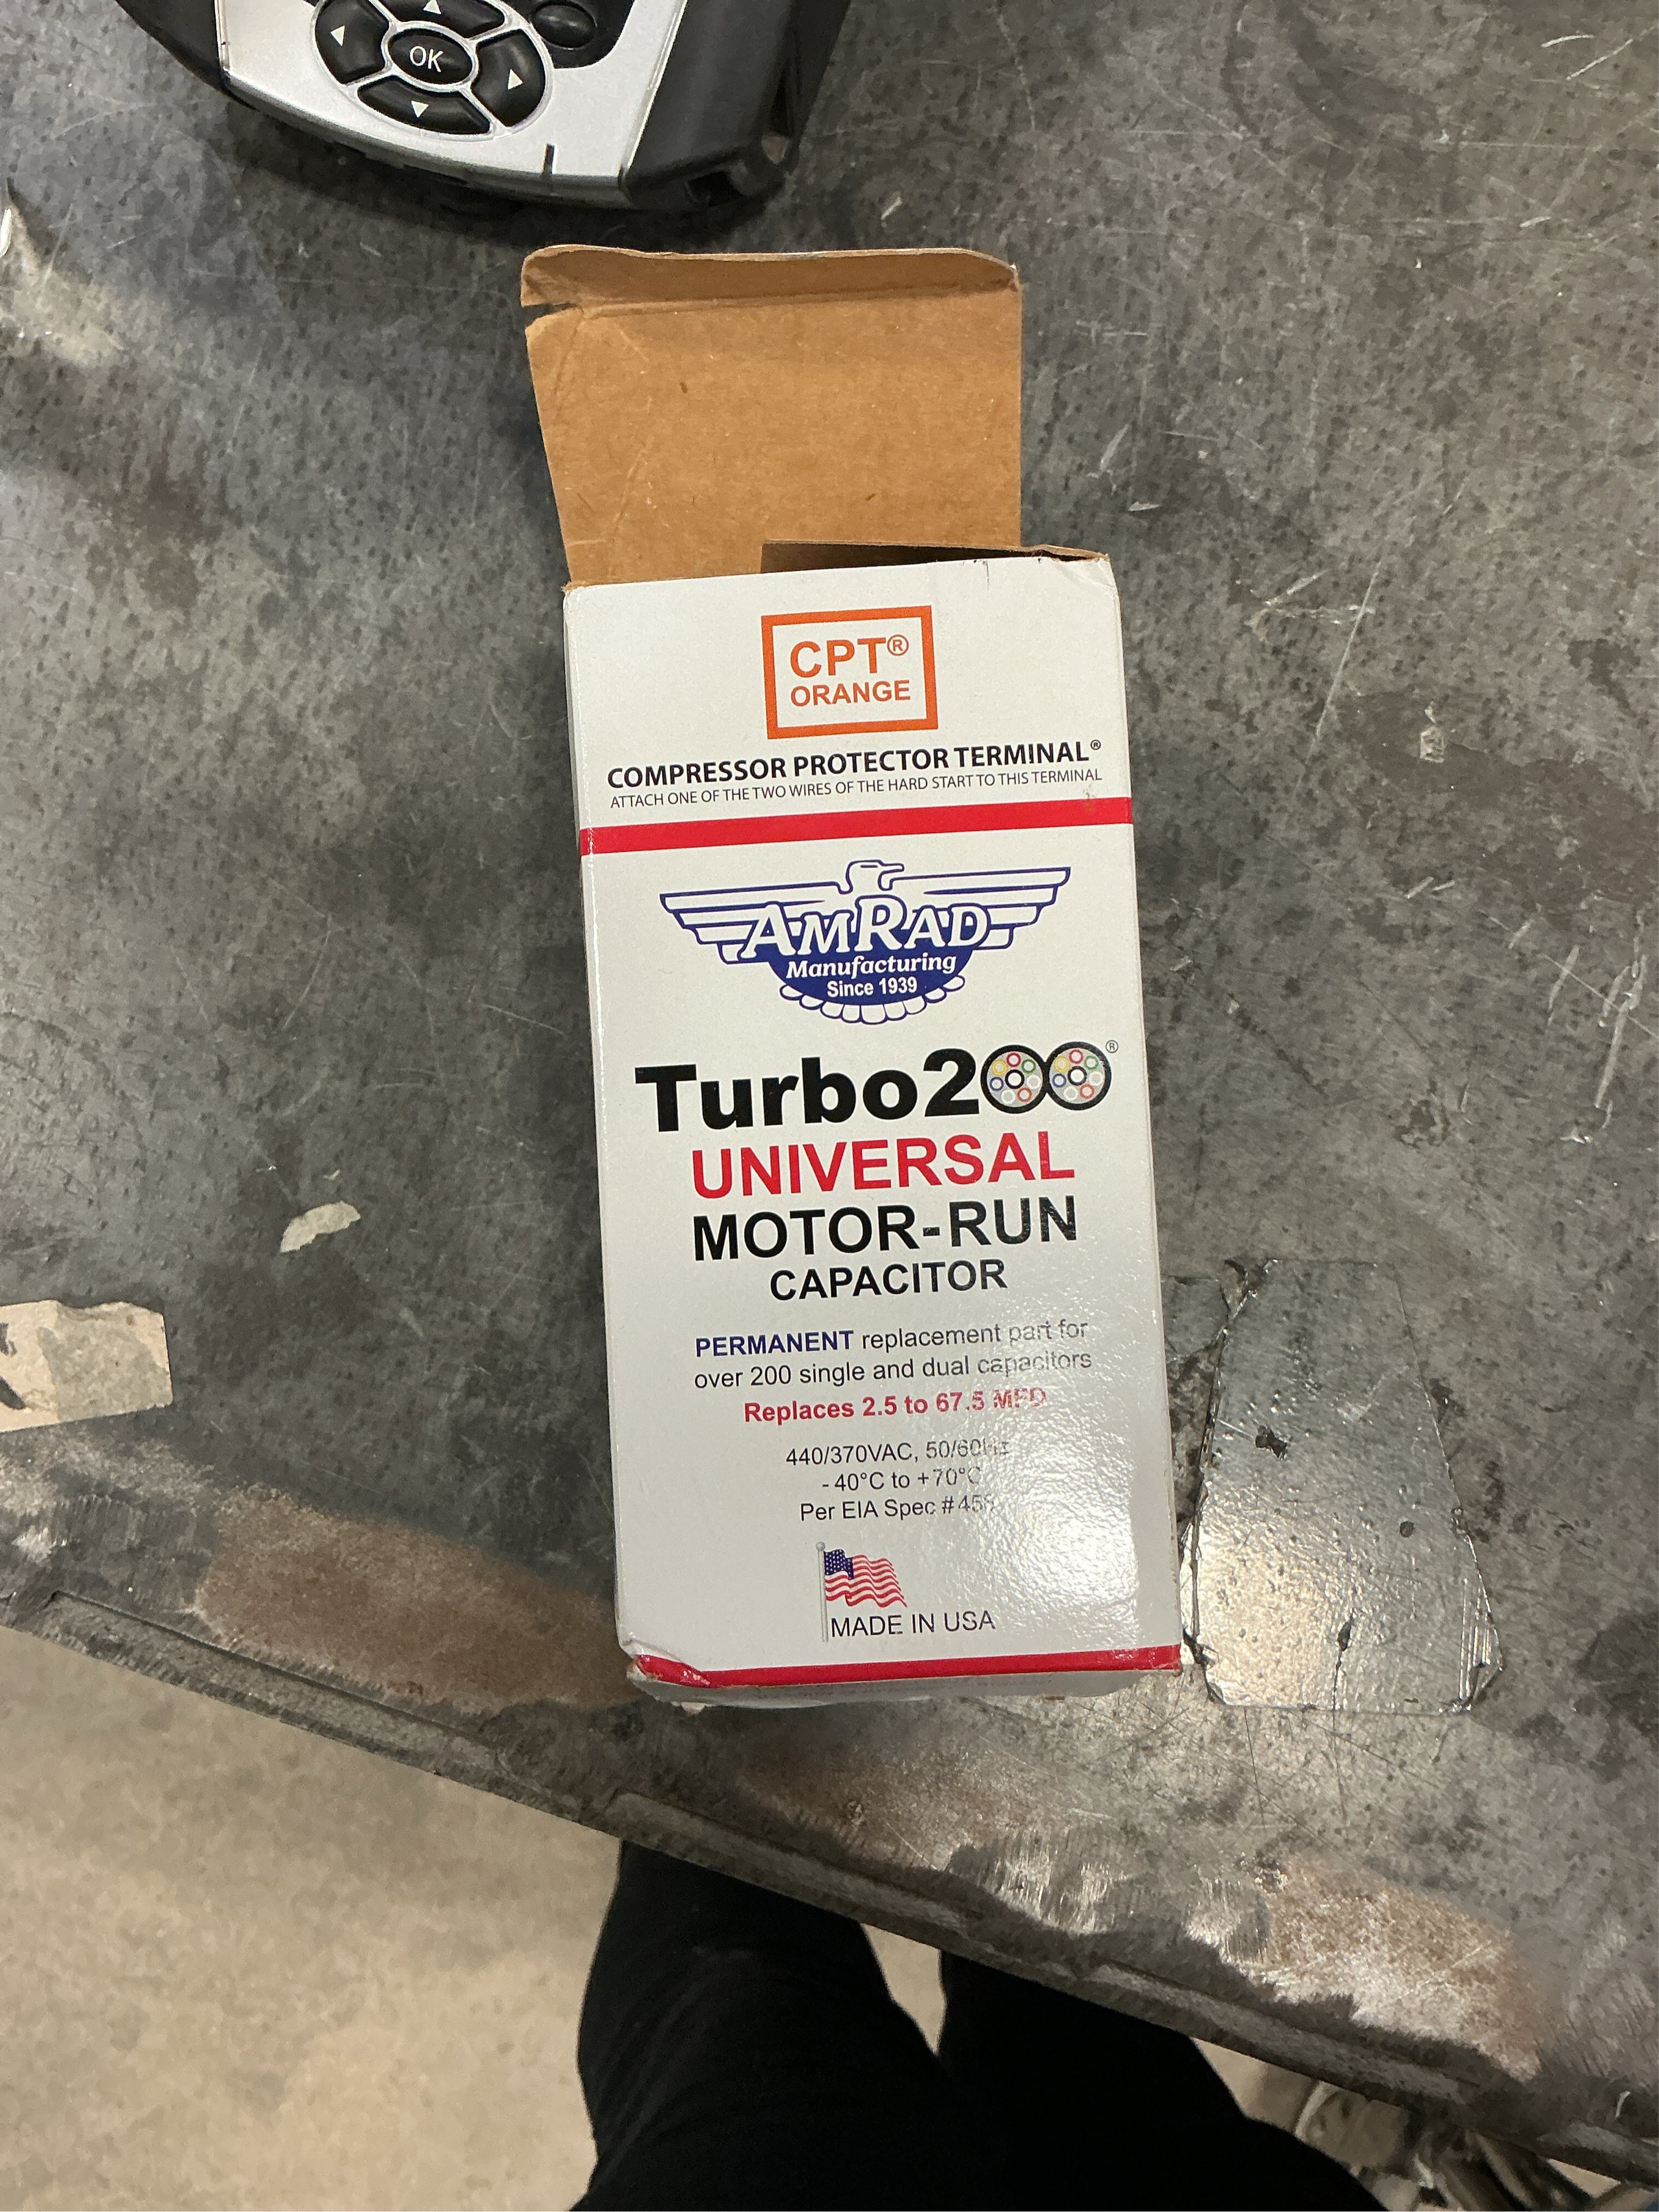 OK
CPT®
ORANGE
COMPRESSOR PROTECTOR TERMINAL®
ATTACH ONE OF THE TWO WIRES OF THE HARD START TO THIS TERMINAL
AMRAD
Manufacturing
Since 1939
Turbo200®
UNIVERSAL
MOTOR-RUN
CAPACITOR
PERMANENT replacement part for
over 200 single and dual capacitors
Replaces 2.5 to 67.5 MFD
440/370VAC, 50/60Hz
- 40°C to +70°C
Per EIA Spec
MADE IN USA